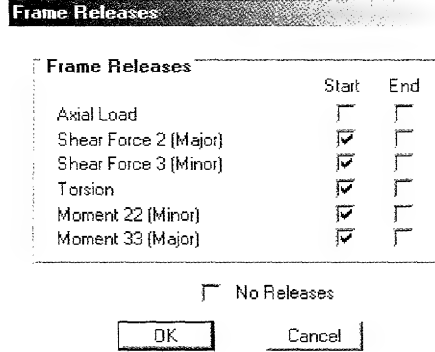 Frame Releases
Frame Releases
Start End
Axial Load
Shear Force 2 (Major)
Shear Force 3 (Minor)
Torsion
Moment 22 (Minor)
Moment 33 (Major)
No Releases
OK Cancel